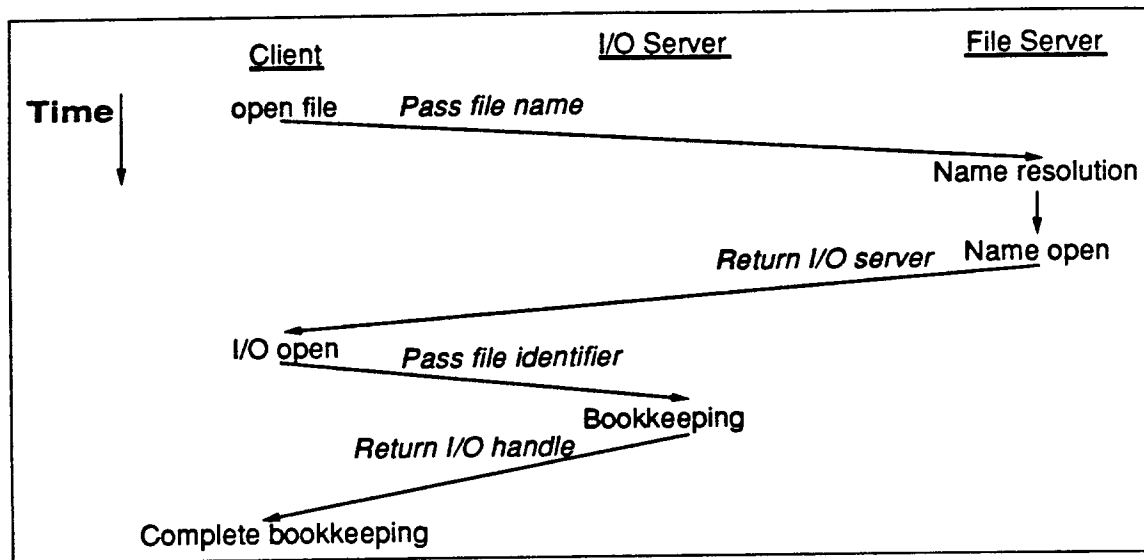 Client
I/O Server
File Server
Time
open file
Pass file name
Name resolution
Name open
Return I/O server
I/O open
Pass file identifier
Bookkeeping
Return I/O handle
Complete bookkeeping